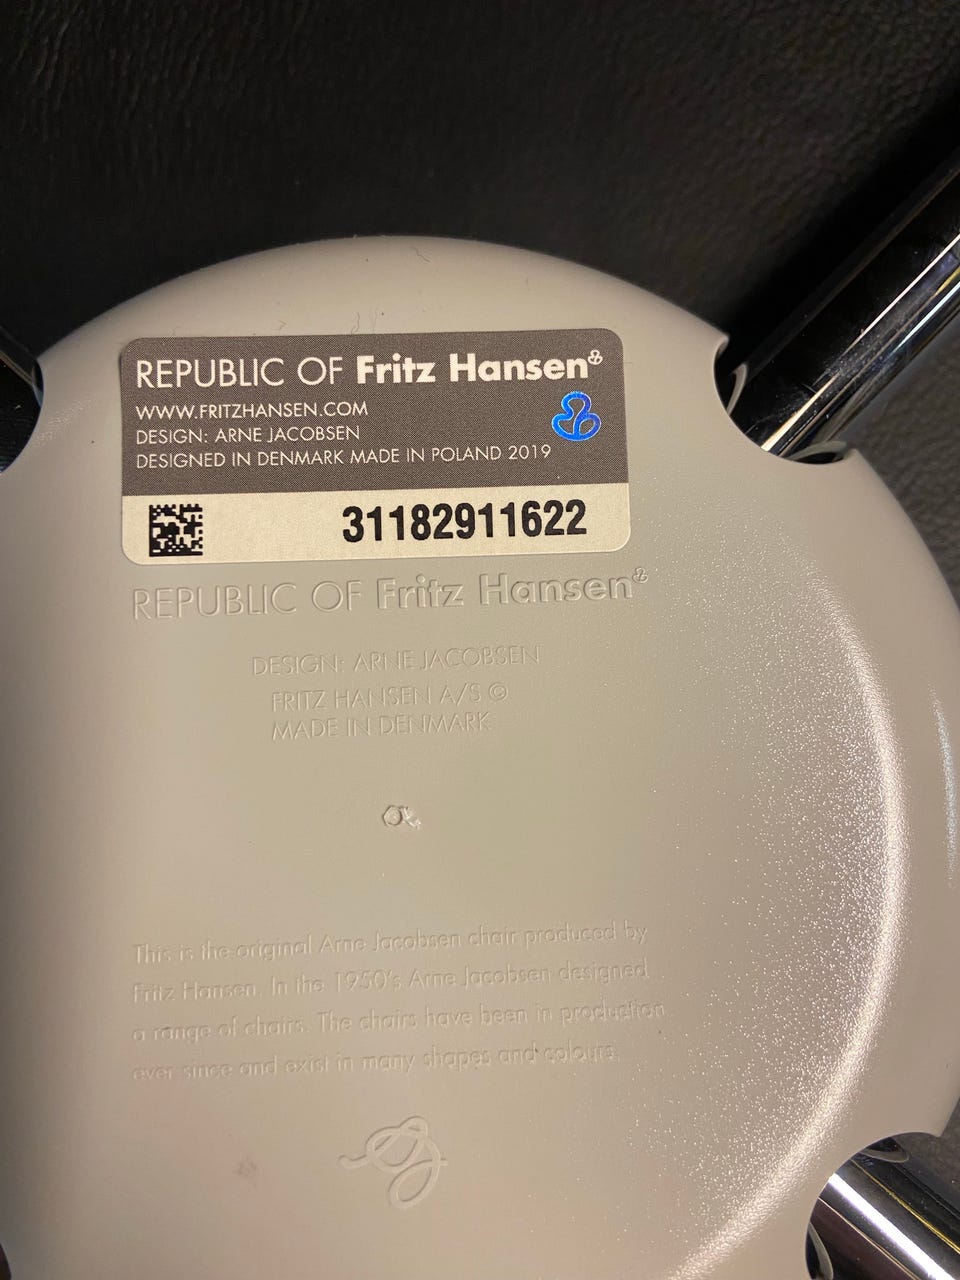 REPUBLIC OF Fritz Hansen
WWW.FRITZHANSEN.COM
DESIGN: ARNE JACOBSEN
DESIGNED IN DENMARK MADE IN POLAND 2019
31182911622
REPUBLIC OF Fritz Hansen
DESIGN: ARNE JACOBSEN
FRITZ HANSEN A/S ©
MADE IN DENMARK
This is the original Arne Jacobsen chair produced by
Fritz Hansen. In the 1950's Arne Jacobsen designed
a range of chairs. The chairs have been in production
ever since and exist in many shapes and colours.